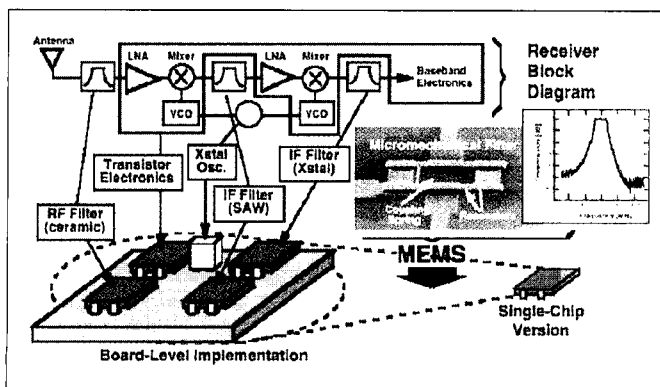 Antenna
LNA
Mixer
LNA
Mixer
Baseband
Electronics
VCO
VCO
Receiver
Block
Diagram
Transistor
Electronics
Xstal
Osc.
IF Filter
(Xstal)
RF Filter
(ceramic)
IF Filter
(SAW)
Micromechanical
MEMS
Board-Level Implementation
Single-Chip
Version